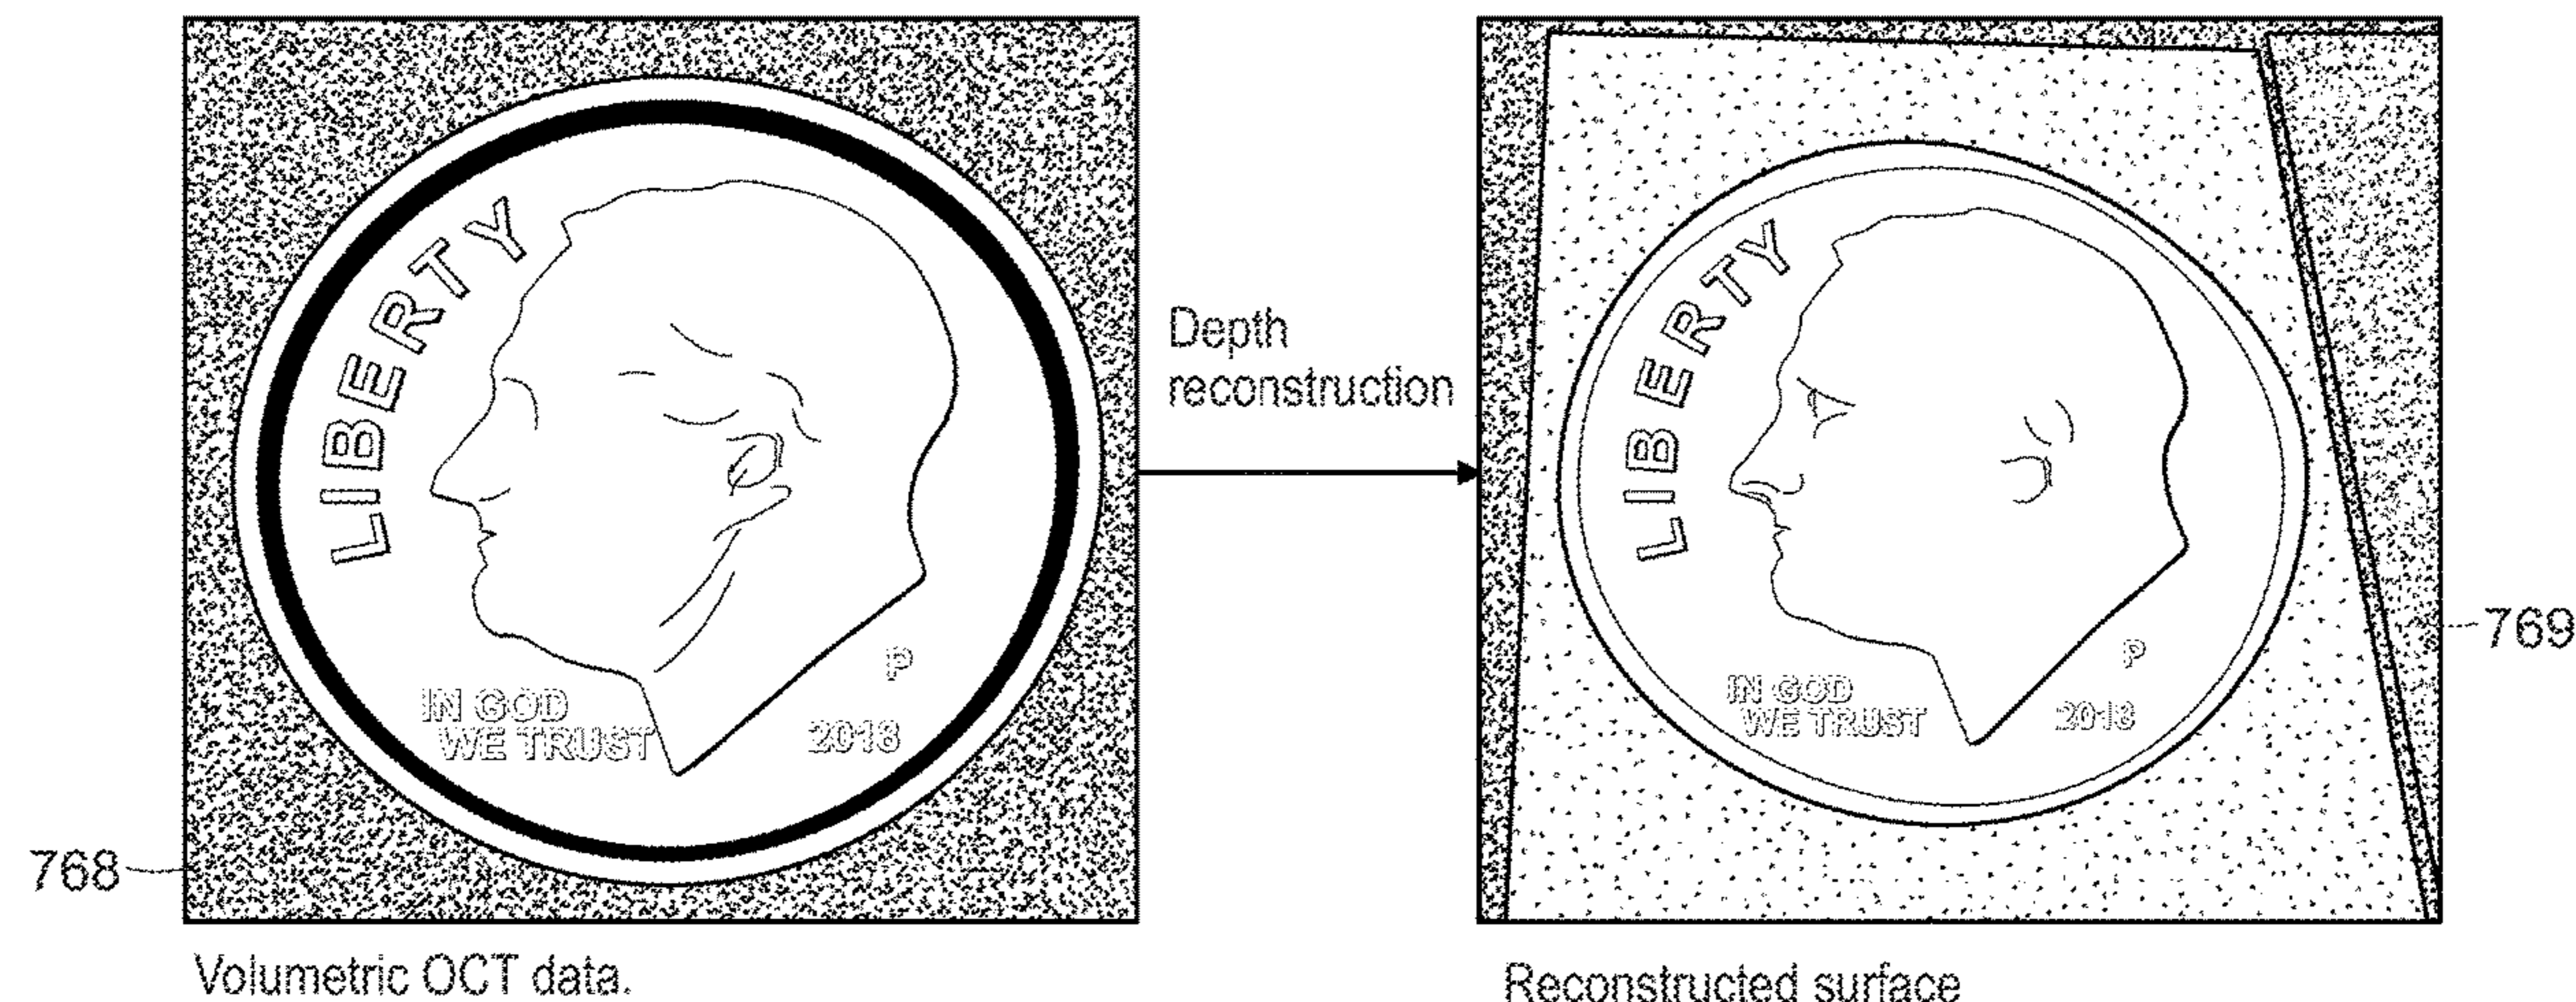 LIBERTY
IN GOD
WE TRUST
P
2018
768
Volumetric OCT data.
Depth
reconstruction
LIBERTY
IN GOD
WE TRUST
P
2018
769
Reconstructed surface